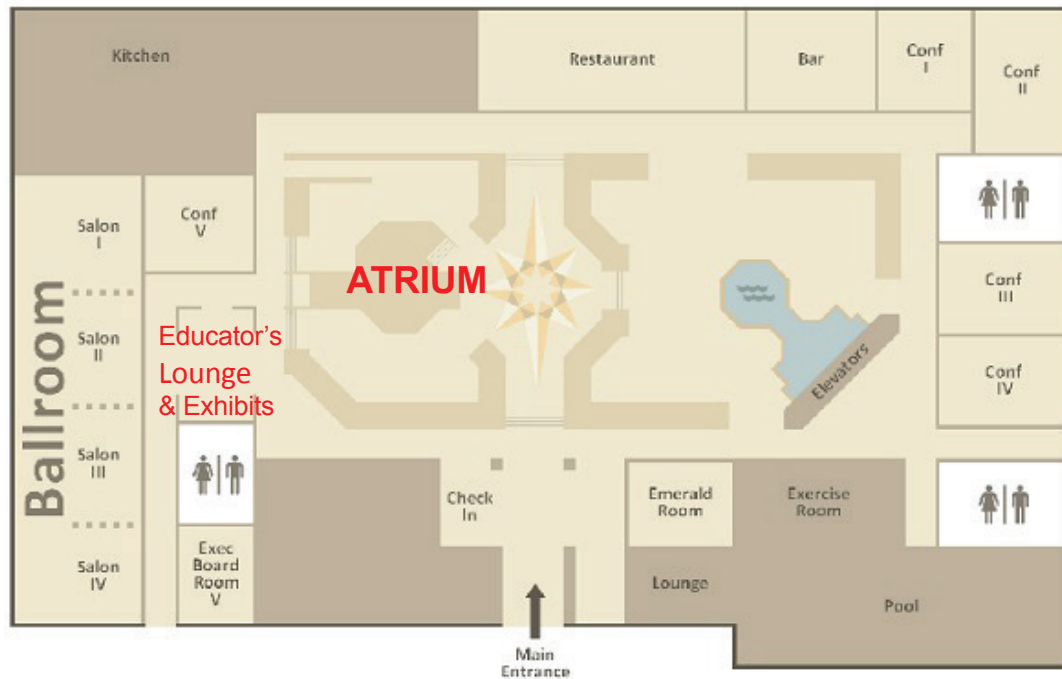 Kitchen
Restaurant
Bar
Conf
I
Conf
II
Salon
I
Conf
V
ATRIUM
Conf
III
Ballroom
Salon
II
Educator's
Lounge
& Exhibits
Elevators
Conf
IV
Salon
III
Check
In
Emerald
Room
Exercise
Room
Salon
IV
Exec
Board
Room
V
Lounge
Pool
Main
Entrance